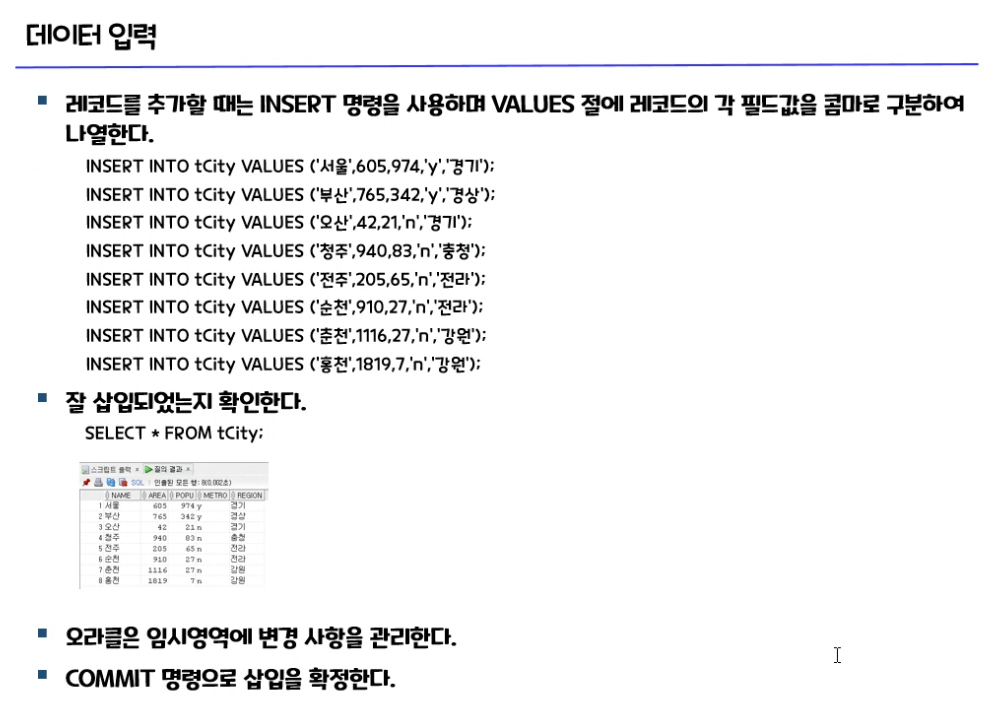 데이터 입력
레코드를 추가할 때는 INSERT 명령을 사용하며 VALUES 절에 레코드의 각 필드값을 콤마로 구분하여
나열한다.
INSERT INTO tCity VALUES ('서울',605,974,'y','경기');
INSERT INTO tCity VALUES ('부산',765,342,'y','경상');
INSERT INTO tCity VALUES ('오산',42,21,'n','경기');
INSERT INTO tCity VALUES ('청주',940,83,'n','충청');
INSERT INTO tCity VALUES ('전주',205,65,'n','전라');
INSERT INTO tCity VALUES ('순천',910,27,'n','전라');
INSERT INTO tCity VALUES ('춘천',1116,27,'n','강원');
INSERT INTO tCity VALUES ('홍천',1819,7,'n','강원');
잘 삽입되었는지 확인한다.
SELECT * FROM tCity;
스크립트 출력 × 질의 결과 ×
SQL | 인출된 모든 행: 8(0,002초)
NAME AREA POPU METRO REGION
1 서울 605 974 y 경기
2 부산 765 342 y 경상
3 오산 42 21 n 경기
4 청주 940 83 n 충청
5 전주 205 65 n 전라
6 순천 910 27 n 전라
7 춘천 1116 27 n 강원
8 홍천 1819 7 n 강원
오라클은 임시영역에 변경 사항을 관리한다.
COMMIT 명령으로 삽입을 확정한다.